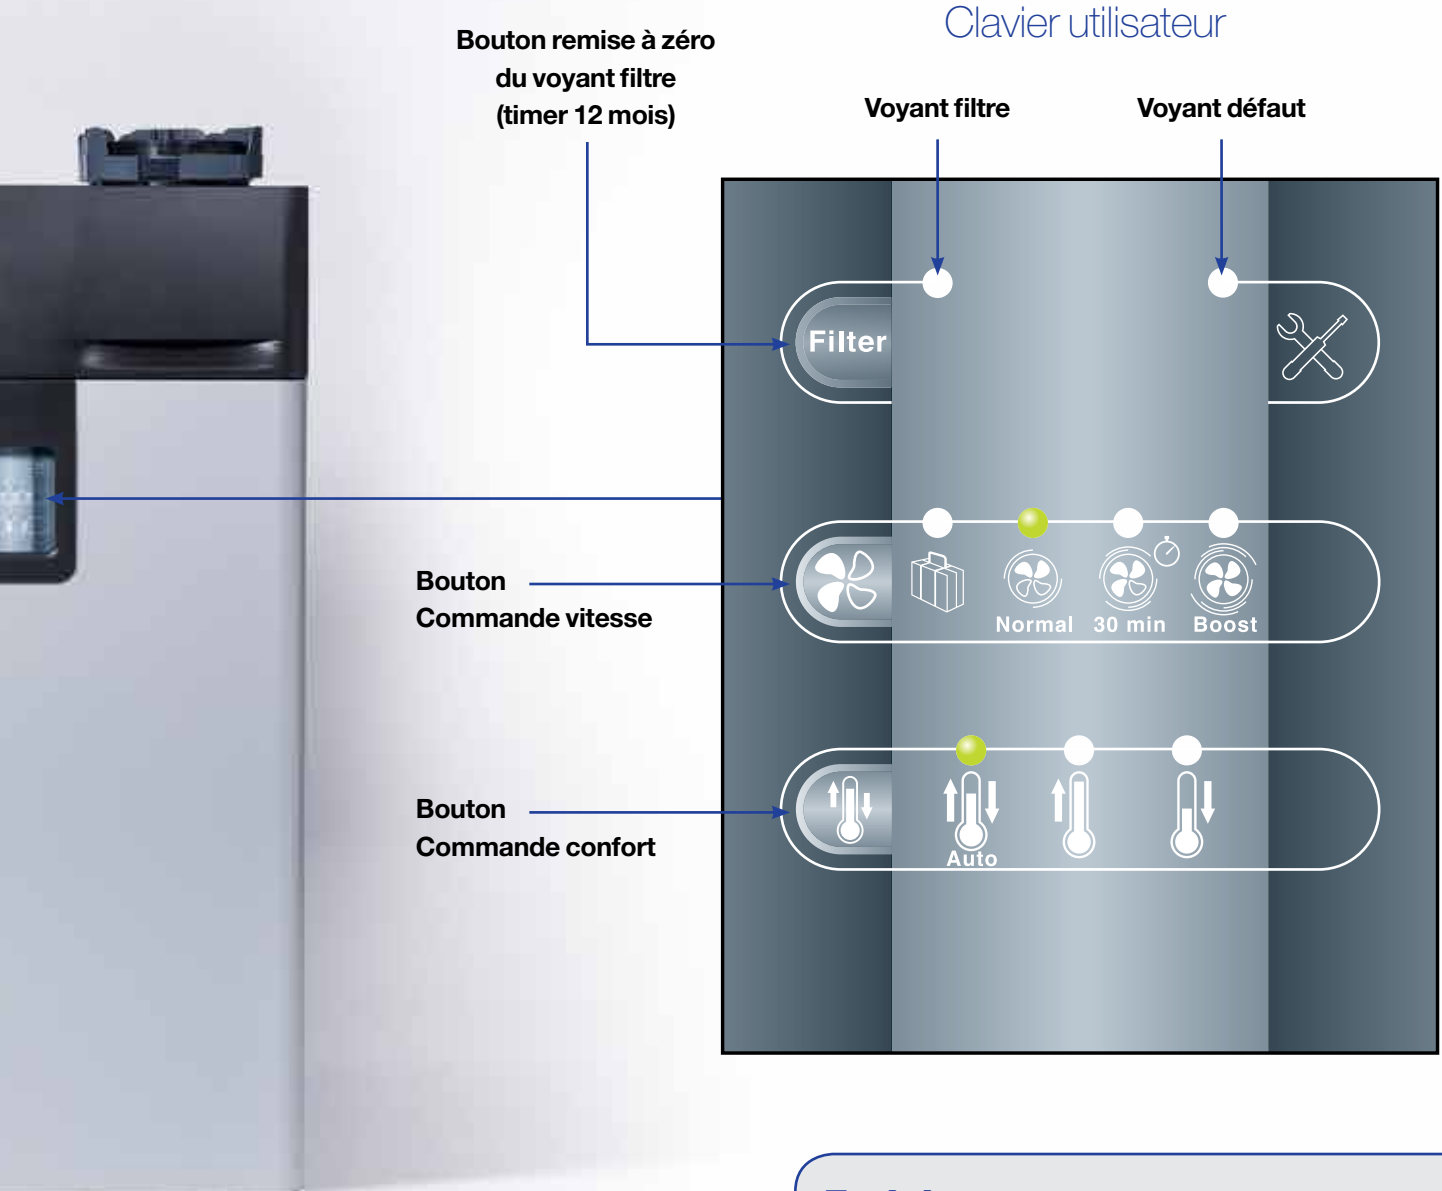 Clavier utilisateur
Bouton remise à zéro
du voyant filtre
(timer 12 mois)
Voyant filtre
Voyant défaut
Filter
Bouton
Commande vitesse
Normal
30 min
Boost
Bouton
Commande confort
Auto